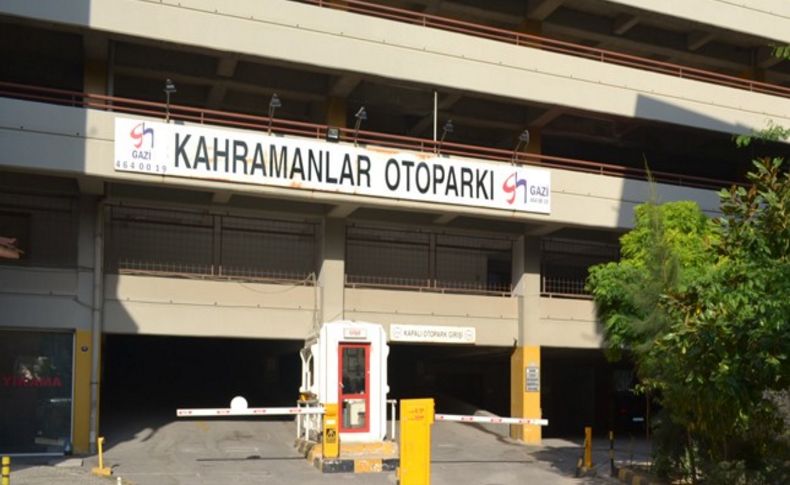 GAZİ
464 00 19
KAHRAMANLAR OTOPARKI
GAZİ
464 00 19
KAPALI OTOPARK GİRİŞİ